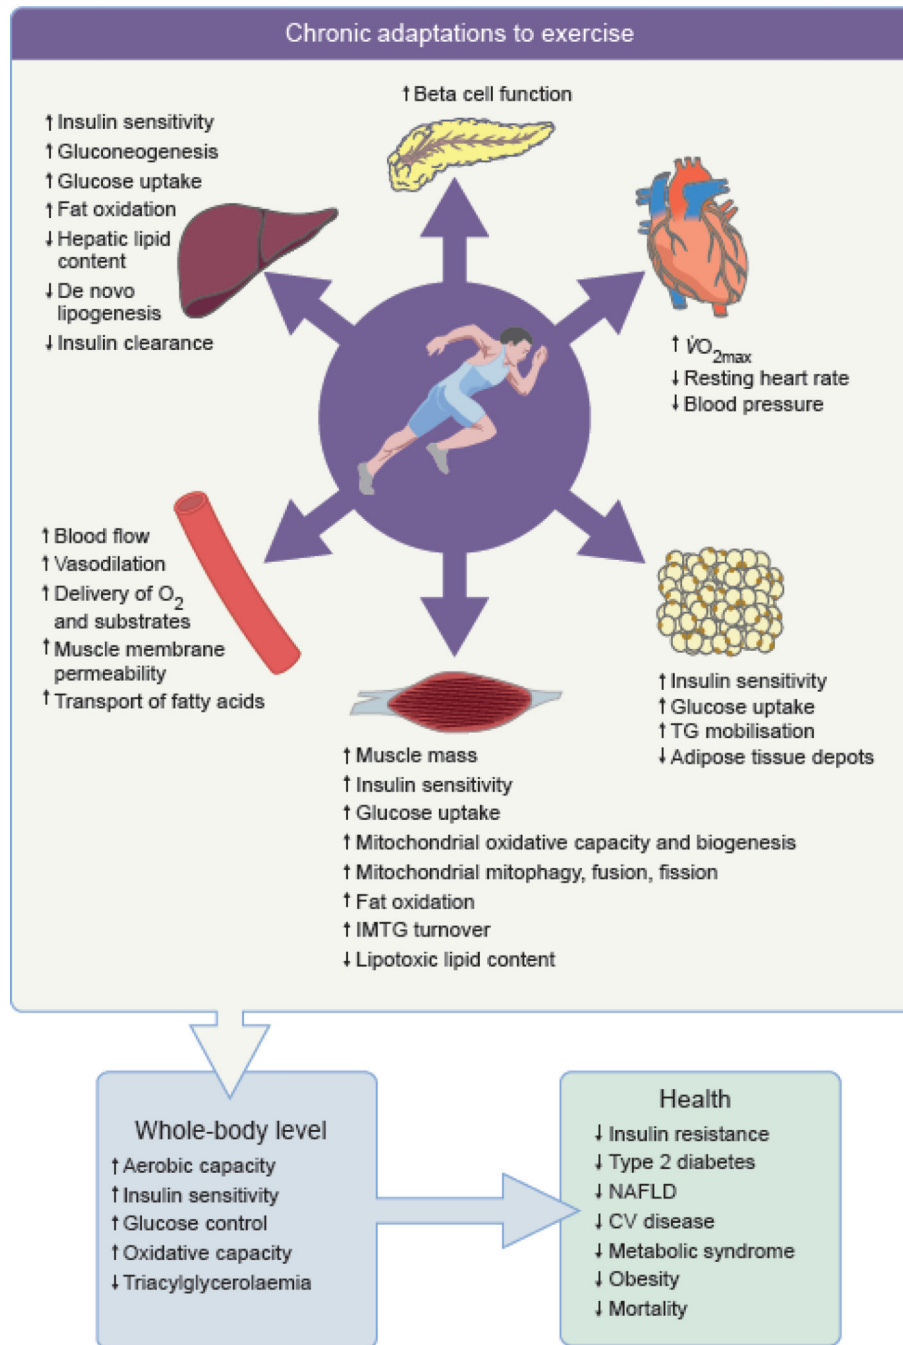 Chronic adaptations to exercise
↑ Beta cell function
↑ Insulin sensitivity
↑ Gluconeogenesis
↑ Glucose uptake
↑ Fat oxidation
↓ Hepatic lipid
content
↓ De novo
lipogenesis
↓ Insulin clearance
↑ V̇O2max
↓ Resting heart rate
↓ Blood pressure
↑ Blood flow
↑ Vasodilation
↑ Delivery of O2
and substrates
↑ Muscle membrane
permeability
↑ Transport of fatty acids
↑ Insulin sensitivity
↑ Glucose uptake
↑ TG mobilisation
↓ Adipose tissue depots
↑ Muscle mass
↑ Insulin sensitivity
↑ Glucose uptake
↑ Mitochondrial oxidative capacity and biogenesis
↑ Mitochondrial mitophagy, fusion, fission
↑ Fat oxidation
↑ IMTG turnover
↓ Lipotoxic lipid content
Whole-body level
↑ Aerobic capacity
↑ Insulin sensitivity
↑ Glucose control
↑ Oxidative capacity
↓ Triacylglycerolaemia
Health
↓ Insulin resistance
↓ Type 2 diabetes
↓ NAFLD
↓ CV disease
↓ Metabolic syndrome
↓ Obesity
↓ Mortality